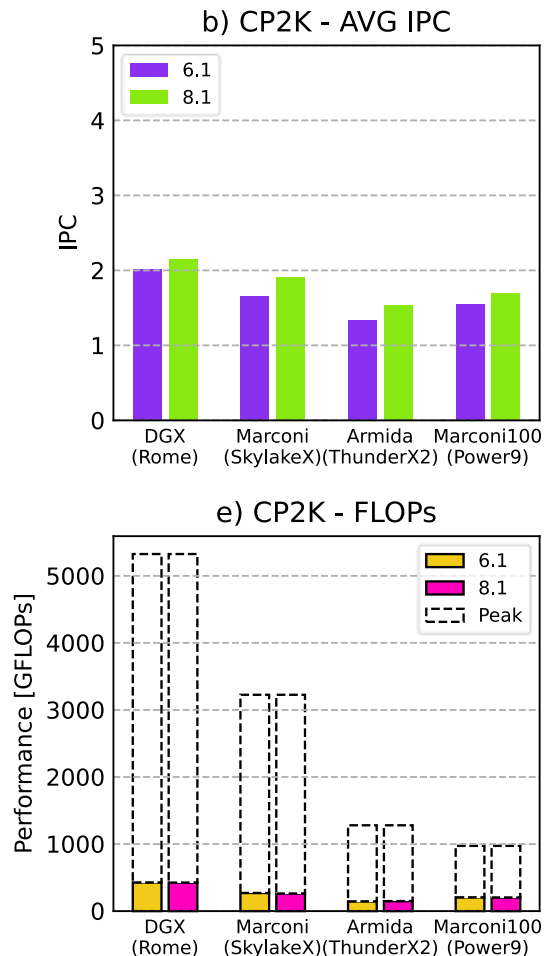 b) CP2K - AVG IPC
5
4
3
2
1
0
IPC
6.1
8.1
DGX
(Rome)
Marconi
(SkylakeX)
Armida
(ThunderX2)
Marconi100
(Power9)
e) CP2K - FLOPs
5000
4000
3000
2000
1000
0
Performance [GFLOPs]
6.1
8.1
Peak
DGX
(Rome)
Marconi
(SkylakeX)
Armida
(ThunderX2)
Marconi100
(Power9)